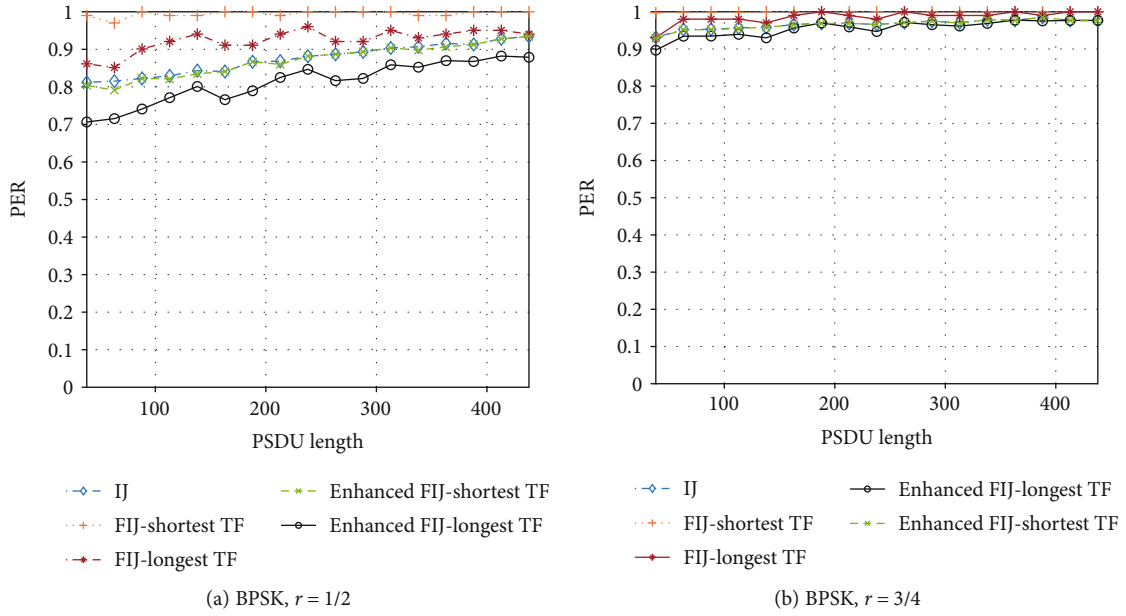 1
0.9
0.8
0.7
0.6
PER
0.5
0.4
0.3
0.2
0.1
0
100
200
300
400
PSDU length
IJ
FIJ-shortest TF
FIJ-longest TF
Enhanced FIJ-shortest TF
Enhanced FIJ-longest TF
(a) BPSK, r = 1/2
1
0.9
0.8
0.7
0.6
PER
0.5
0.4
0.3
0.2
0.1
0
100
200
300
400
PSDU length
IJ
FIJ-shortest TF
FIJ-longest TF
Enhanced FIJ-longest TF
Enhanced FIJ-shortest TF
(b) BPSK, r = 3/4